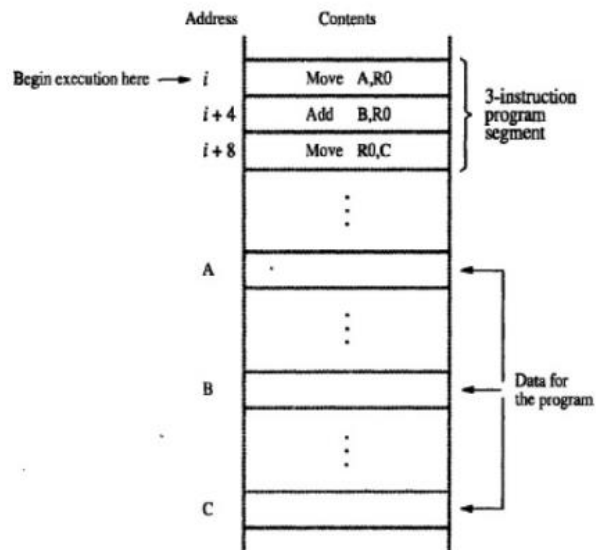 Address Contents
Begin execution here i Move A,R0
i + 4 Add B,R0
i + 8 Move R0,C
3-instruction
program
segment
A
B
Data for
the program
C